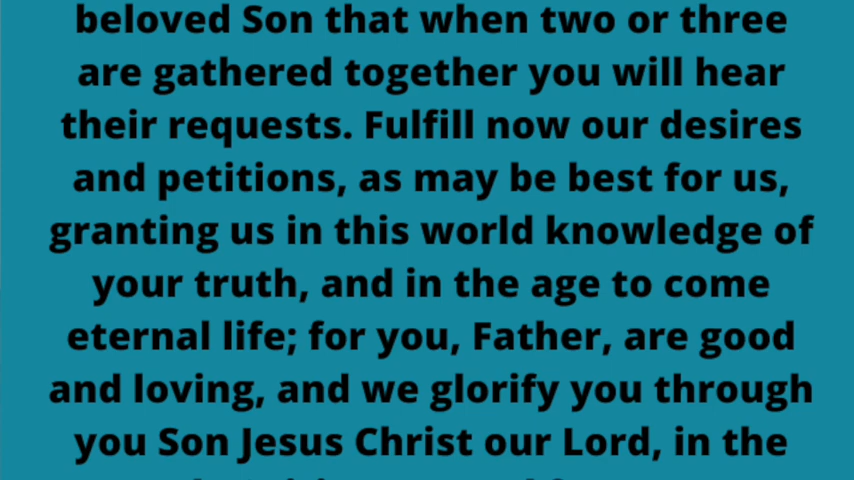 beloved Son that when two or three
are gathered together you will hear
their requests. Fulfill now our desires
and petitions, as may be best for us,
granting us in this world knowledge of
your truth, and in the age to come
eternal life; for you, Father, are good
and loving, and we glorify you through
you Son Jesus Christ our Lord, in the